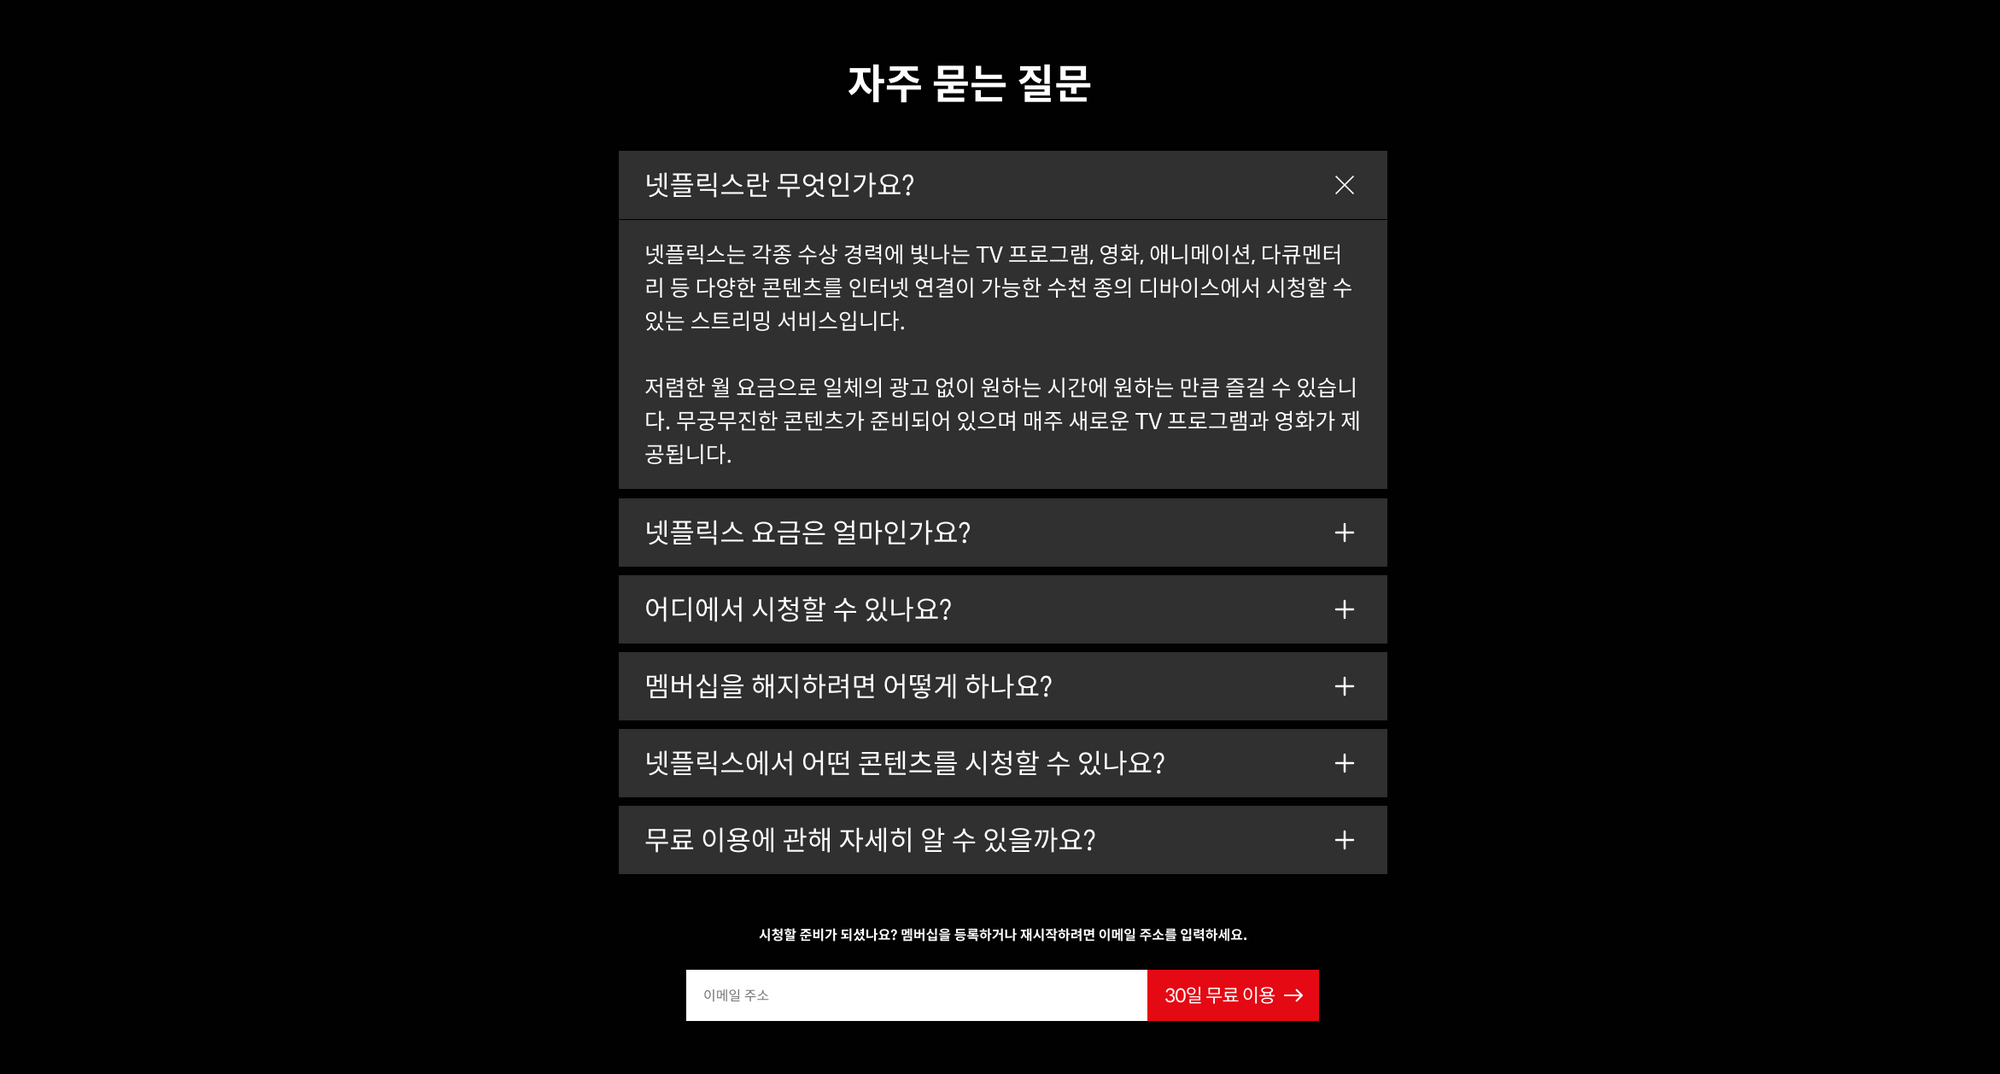 자주 묻는 질문
넷플릭스란 무엇인가요?
넷플릭스는 각종 수상 경력에 빛나는 TV 프로그램, 영화, 애니메이션, 다큐멘터
리 등 다양한 콘텐츠를 인터넷 연결이 가능한 수천 종의 디바이스에서 시청할 수
있는 스트리밍 서비스입니다.
저렴한 월 요금으로 일체의 광고 없이 원하는 시간에 원하는 만큼 즐길 수 있습니
다. 무궁무진한 콘텐츠가 준비되어 있으며 매주 새로운 TV 프로그램과 영화가 제
공됩니다.
넷플릭스 요금은 얼마인가요?
어디에서 시청할 수 있나요?
멤버십을 해지하려면 어떻게 하나요?
넷플릭스에서 어떤 콘텐츠를 시청할 수 있나요?
무료 이용에 관해 자세히 알 수 있을까요?
시청할 준비가 되셨나요? 멤버십을 등록하거나 재시작하려면 이메일 주소를 입력하세요.
이메일 주소
30일 무료 이용